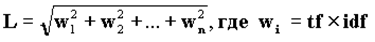 L = √(w₁² + w₂² + ... + wₙ²), где wᵢ = tf × idf